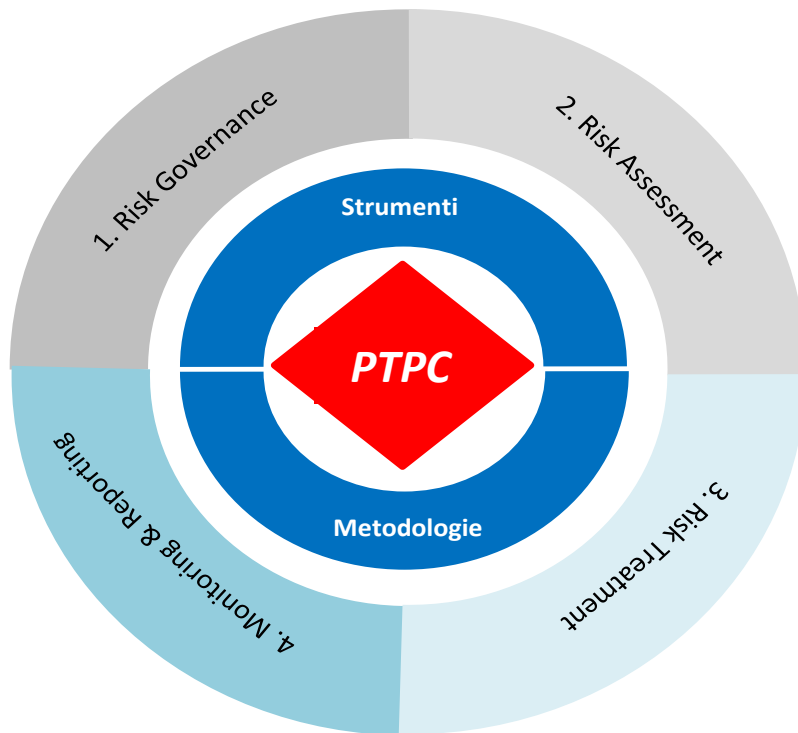 1. Risk Governance
2. Risk Assessment
Strumenti
PTPC
Metodologie
3. Risk Treatment
4. Monitoring & Reporting